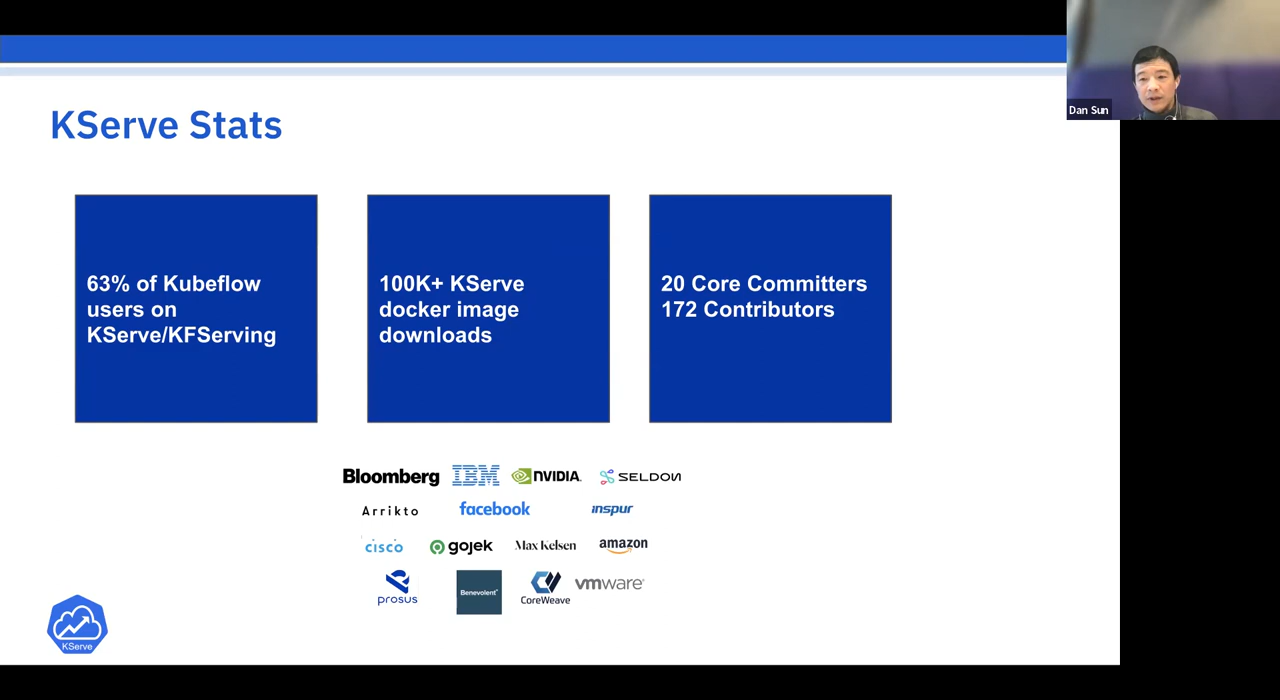 Dan Sun
KServe Stats
63% of Kubeflow
users on
KServe/KFServing
100K+ KServe
docker image
downloads
20 Core Committers
172 Contributors
Bloomberg IBM NVIDIA SELDON
Arrikto facebook inspur
cisco gojek Max Kelsen amazon
prosus Benevolent CoreWeave vmware
KServe